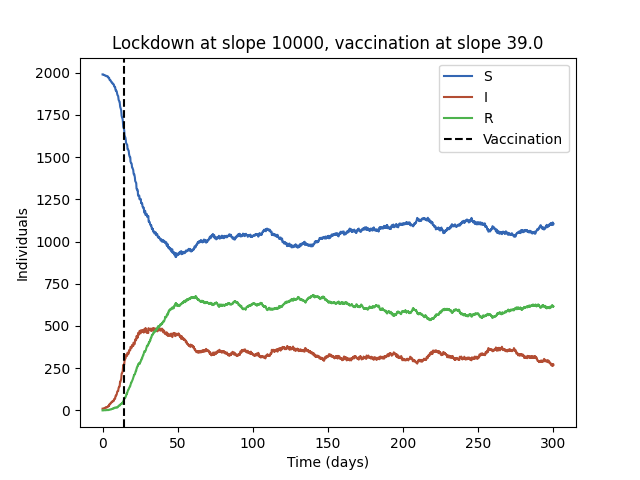 Lockdown at slope 10000, vaccination at slope 39.0
2000
1750
1500
1250
1000
750
500
250
0
Individuals
S
I
R
Vaccination
0 50 100 150 200 250 300
Time (days)